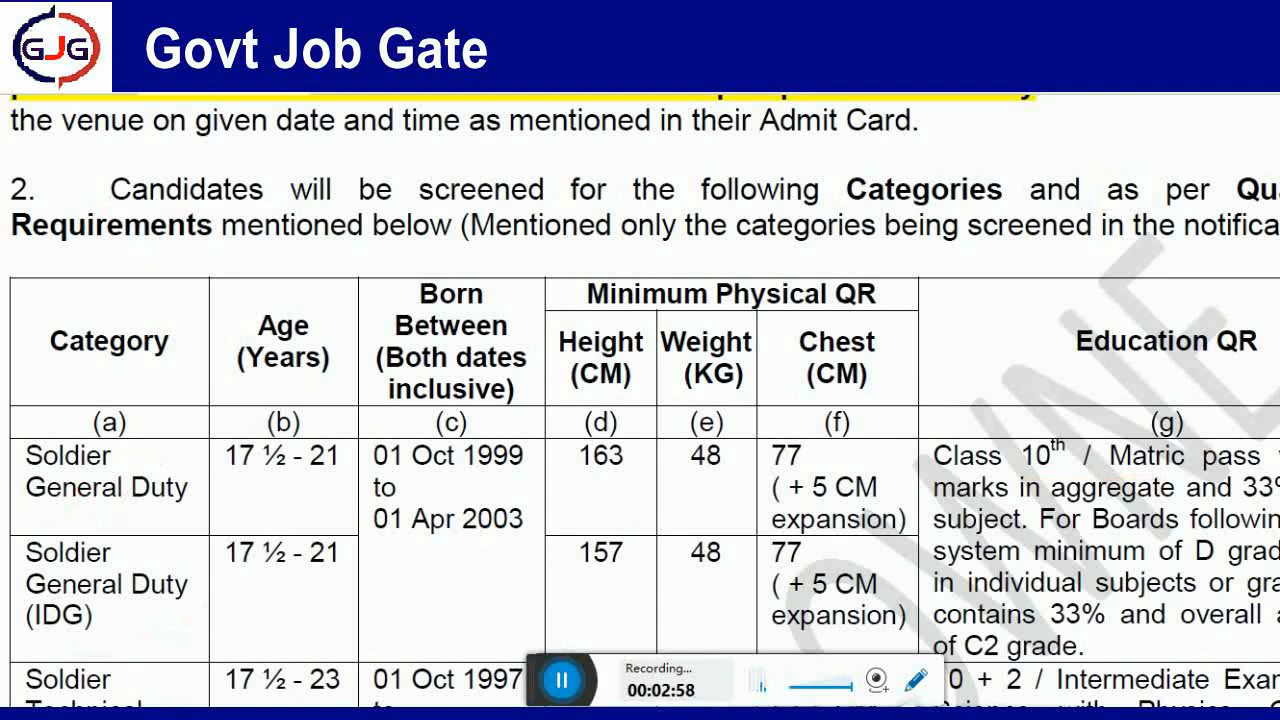 GJG
Govt Job Gate
the venue on given date and time as mentioned in their Admit Card.
2. Candidates will be screened for the following Categories and as per
Requirements mentioned below (Mentioned only the categories being screened in the
Category
Age
(Years)
Born
Between
(Both dates
inclusive)
Minimum Physical QR
Height
(CM)
Weight
(KG)
Chest
(CM)
Education QR
(a) (b) (c) (d) (e) (f) (g)
Soldier
General Duty
17 ½ - 21
01 Oct 1999
to
01 Apr 2003
163
48
77
( + 5 CM
expansion)
Class 10th / Matric pass
marks in aggregate and 33%
subject. For Boards
system minimum of D
in individual subjects or
contains 33% and overall
of C2 grade.
Soldier
General Duty
(IDG)
17 ½ - 21
157
48
77
( + 5 CM
expansion)
Soldier
Technical
17 ½ - 23
01 Oct 1997
0 + 2 / Intermediate
Recording...
00:02:58